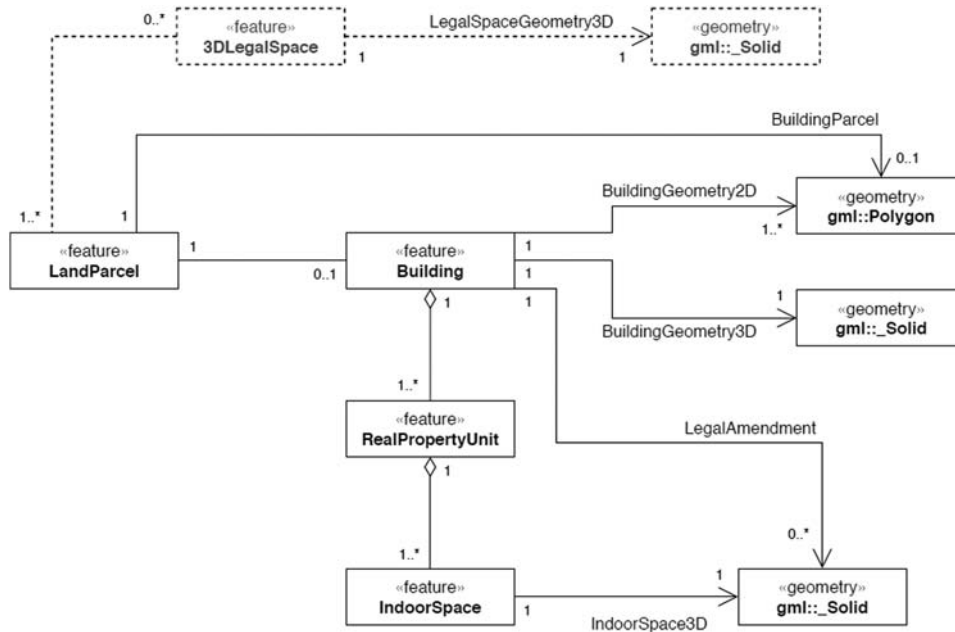 0..*
«feature»
3DLegalSpace
1
LegalSpaceGeometry3D
1
«geometry»
gml::_Solid
BuildingParcel
0..1
1..*
1
BuildingGeometry2D
1..*
«geometry»
gml::Polygon
«feature»
LandParcel
1
0..1
«feature»
Building
1
1
1
1
1
BuildingGeometry3D
«geometry»
gml::_Solid
1..*
«feature»
RealPropertyUnit
1
LegalAmendment
0..*
1..*
«feature»
IndoorSpace
1
1
IndoorSpace3D
«geometry»
gml::_Solid